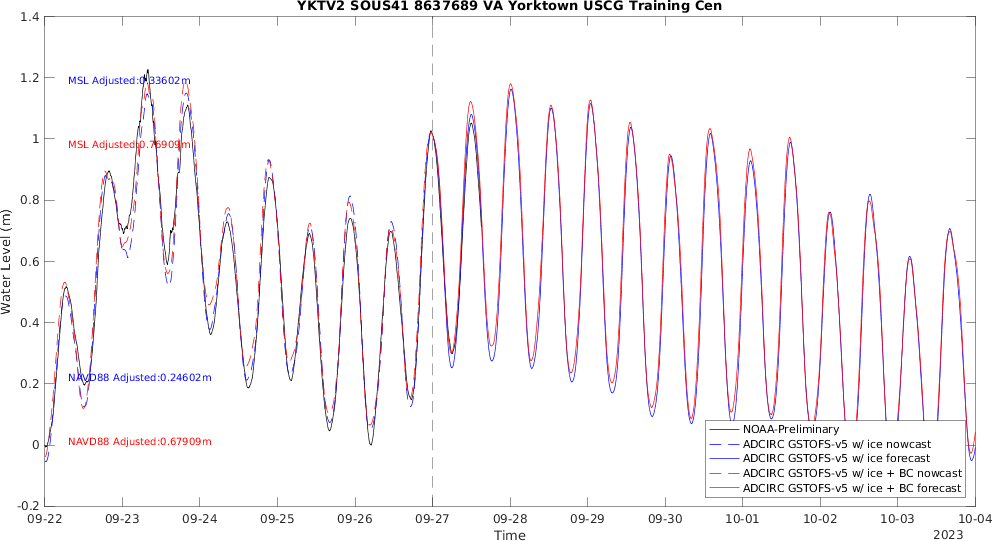 YKTV2 SOUS41 8637689 VA Yorktown USCG Training Cen
1.4
1.2
1
0.8
0.6
0.4
0.2
0
-0.2
Water Level (m)
MSL Adjusted:0.33602m
MSL Adjusted:0.76909m
NAVD88 Adjusted:0.24602m
NAVD88 Adjusted:0.67909m
NOAA-Preliminary
ADCIRC GSTOFS-v5 w/ ice nowcast
ADCIRC GSTOFS-v5 w/ ice forecast
ADCIRC GSTOFS-v5 w/ ice + BC nowcast
ADCIRC GSTOFS-v5 w/ ice + BC forecast
09-22 09-23 09-24 09-25 09-26 09-27 09-28 09-29 09-30 10-01 10-02 10-03 10-04
Time
2023